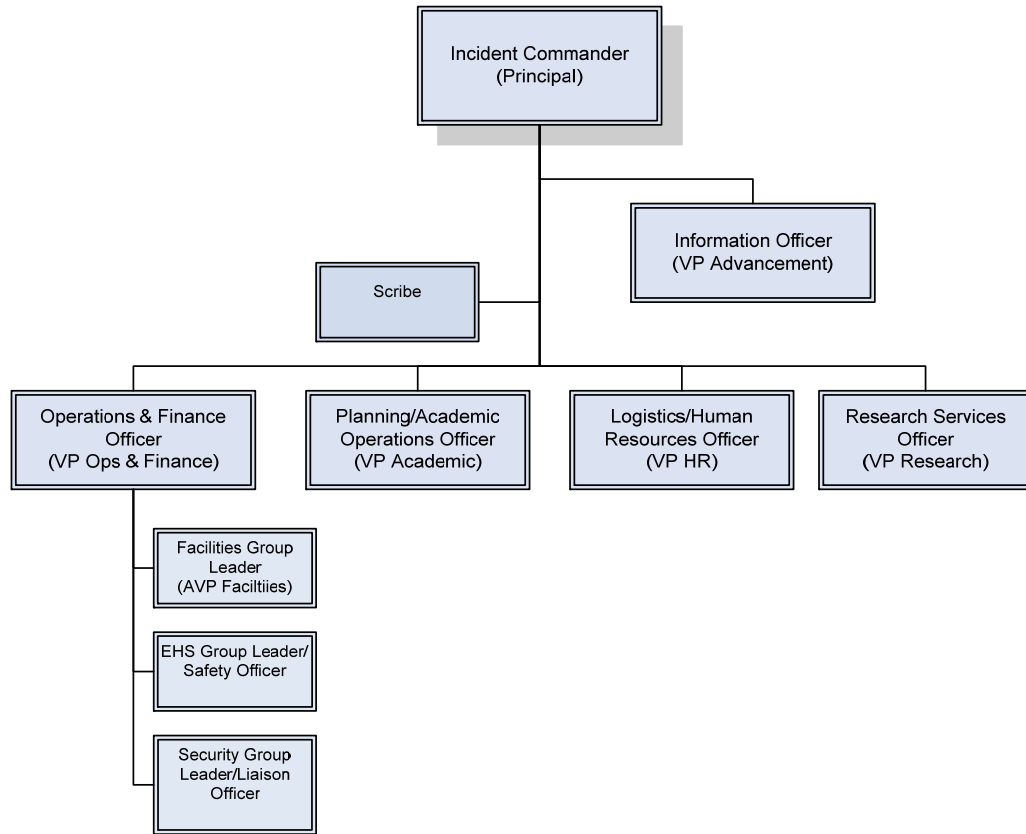 Incident Commander
(Principal)
Information Officer
(VP Advancement)
Scribe
Operations & Finance
Officer
(VP Ops & Finance)
Planning/Academic
Operations Officer
(VP Academic)
Logistics/Human
Resources Officer
(VP HR)
Research Services
Officer
(VP Research)
Facilities Group
Leader
(AVP Faciltiies)
EHS Group Leader/
Safety Officer
Security Group
Leader/Liaison
Officer